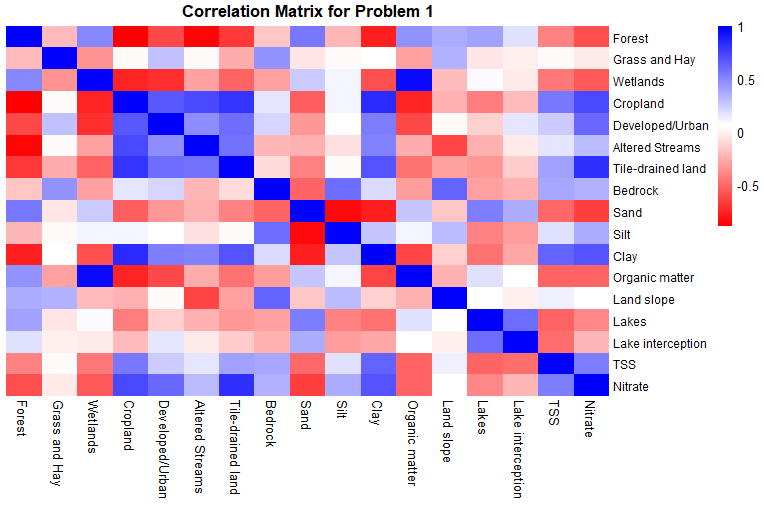 Correlation Matrix for Problem 1
1
0.5
0
-0.5
Forest
Grass and Hay
Wetlands
Cropland
Developed/Urban
Altered Streams
Tile-drained land
Bedrock
Sand
Silt
Clay
Organic matter
Land slope
Lakes
Lake interception
TSS
Nitrate
Forest
Grass and Hay
Wetlands
Cropland
Developed/Urban
Altered Streams
Tile-drained land
Bedrock
Sand
Silt
Clay
Organic matter
Land slope
Lakes
Lake interception
TSS
Nitrate